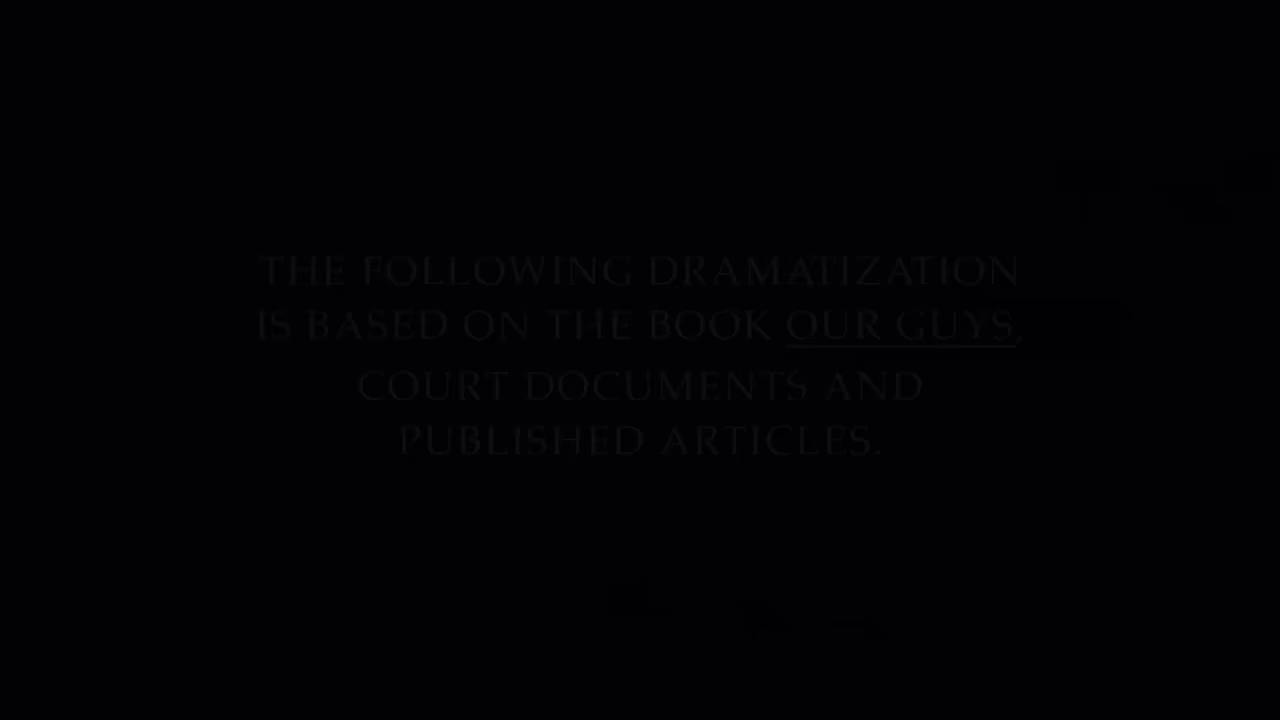 THE FOLLOWING DRAMATIZATION
IS BASED ON THE BOOK OUR GUYS,
COURT DOCUMENTS AND
PUBLISHED ARTICLES.